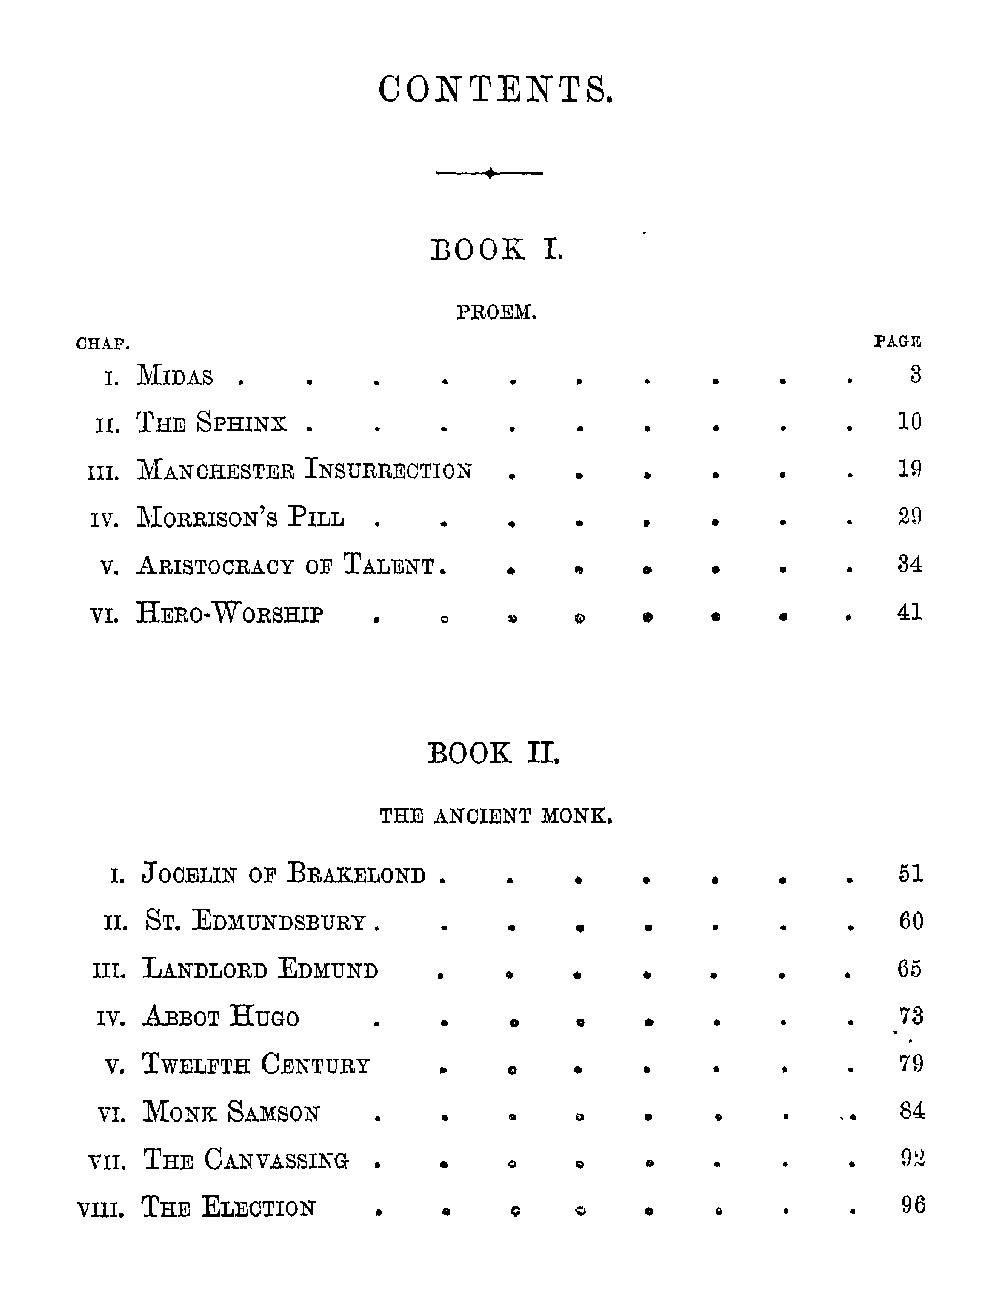 CONTENTS.
BOOK I.
PROEM.
CHAP. PAGE
I. MIDAS . . . . . . . . . . 3
II. THE SPHINX . . . . . . . . . 10
III. MANCHESTER INSURRECTION . . . . . . 19
IV. MORRISON'S PILL . . . . . . . . 29
V. ARISTOCRACY OF TALENT . . . . . . . 34
VI. HERO-WORSHIP . . . . . . . . 41
BOOK II.
THE ANCIENT MONK.
I. JOCELIN OF BRAKELOND . . . . . . . 51
II. ST. EDMUNDSBURY . . . . . . . . 60
III. LANDLORD EDMUND . . . . . . . 65
IV. ABBOT HUGO . . . . . . . . 73
V. TWELFTH CENTURY . . . . . . . 79
VI. MONK SAMSON . . . . . . . . 84
VII. THE CANVASSING . . . . . . . . 92
VIII. THE ELECTION . . . . . . . . 96